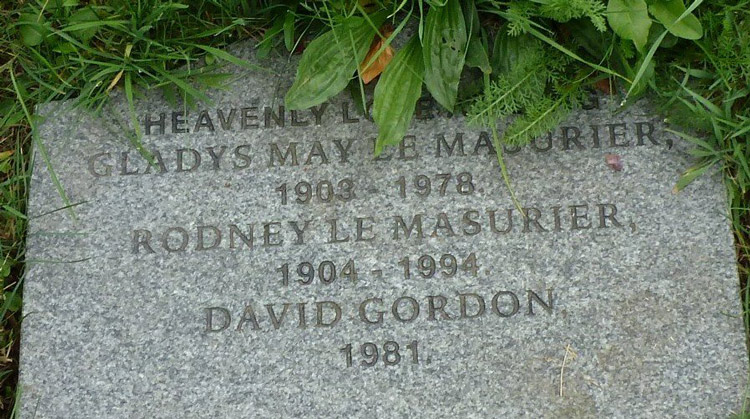 HEAVENLY
GLADYS MAY LE MASURIER,
1903 - 1978.
RODNEY LE MASURIER,
1904 - 1994
DAVID GORDON,
1981.